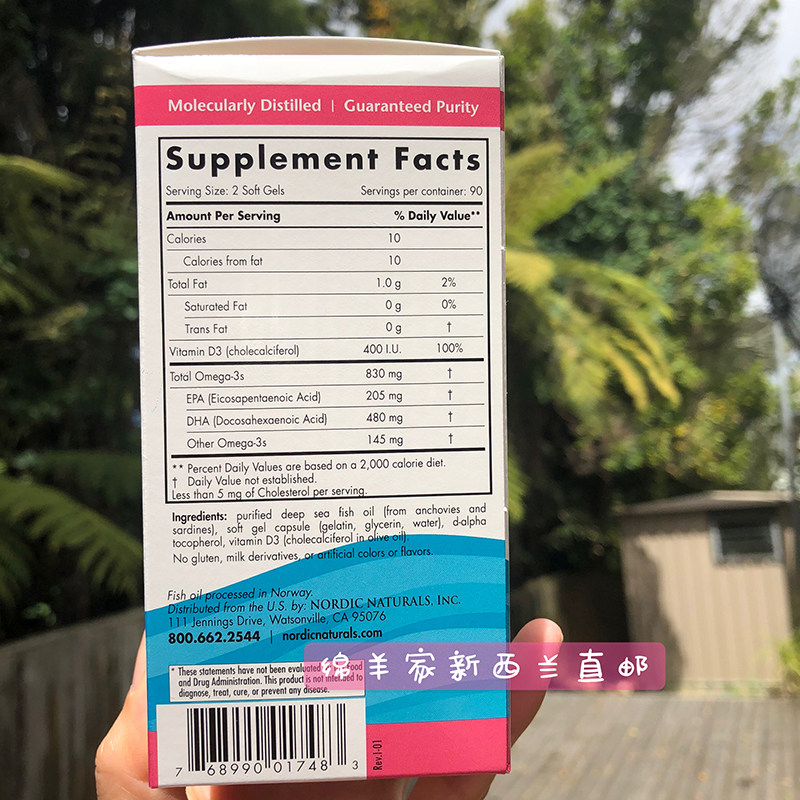 Molecularly Distilled | Guaranteed Purity
Supplement Facts
Serving Size: 2 Soft Gels Servings per container: 90
Amount Per Serving % Daily Value**
Calories 10
Calories from fat 10
Total Fat 1.0 g 2%
Saturated Fat 0 g 0%
Trans Fat 0 g †
Vitamin D3 (cholecalciferol) 400 I.U. 100%
Total Omega-3s 830 mg †
EPA (Eicosapentaenoic Acid) 205 mg †
DHA (Docosahexaenoic Acid) 480 mg †
Other Omega-3s 145 mg †
** Percent Daily Values are based on a 2,000 calorie diet.
† Daily Value not established.
Less than 5 mg of Cholesterol per serving.
Ingredients: purified deep sea fish oil (from anchovies and
sardines), soft gel capsule (gelatin, glycerin, water), d-alpha
tocopherol, vitamin D3 (cholecalciferol in olive oil).
No gluten, milk derivatives, or artificial colors or flavors.
Fish oil processed in Norway.
Distributed from the U.S. by: NORDIC NATURALS, INC.
111 Jennings Drive, Watsonville, CA 95076
800.662.2544 | nordicnaturals.com
* These statements have not been evaluated Food
and Drug Administration. This product is not intended to
diagnose, treat, cure, or prevent any disease.
绵羊家新西兰直邮
7 68990 01748 3
Rev.1-01